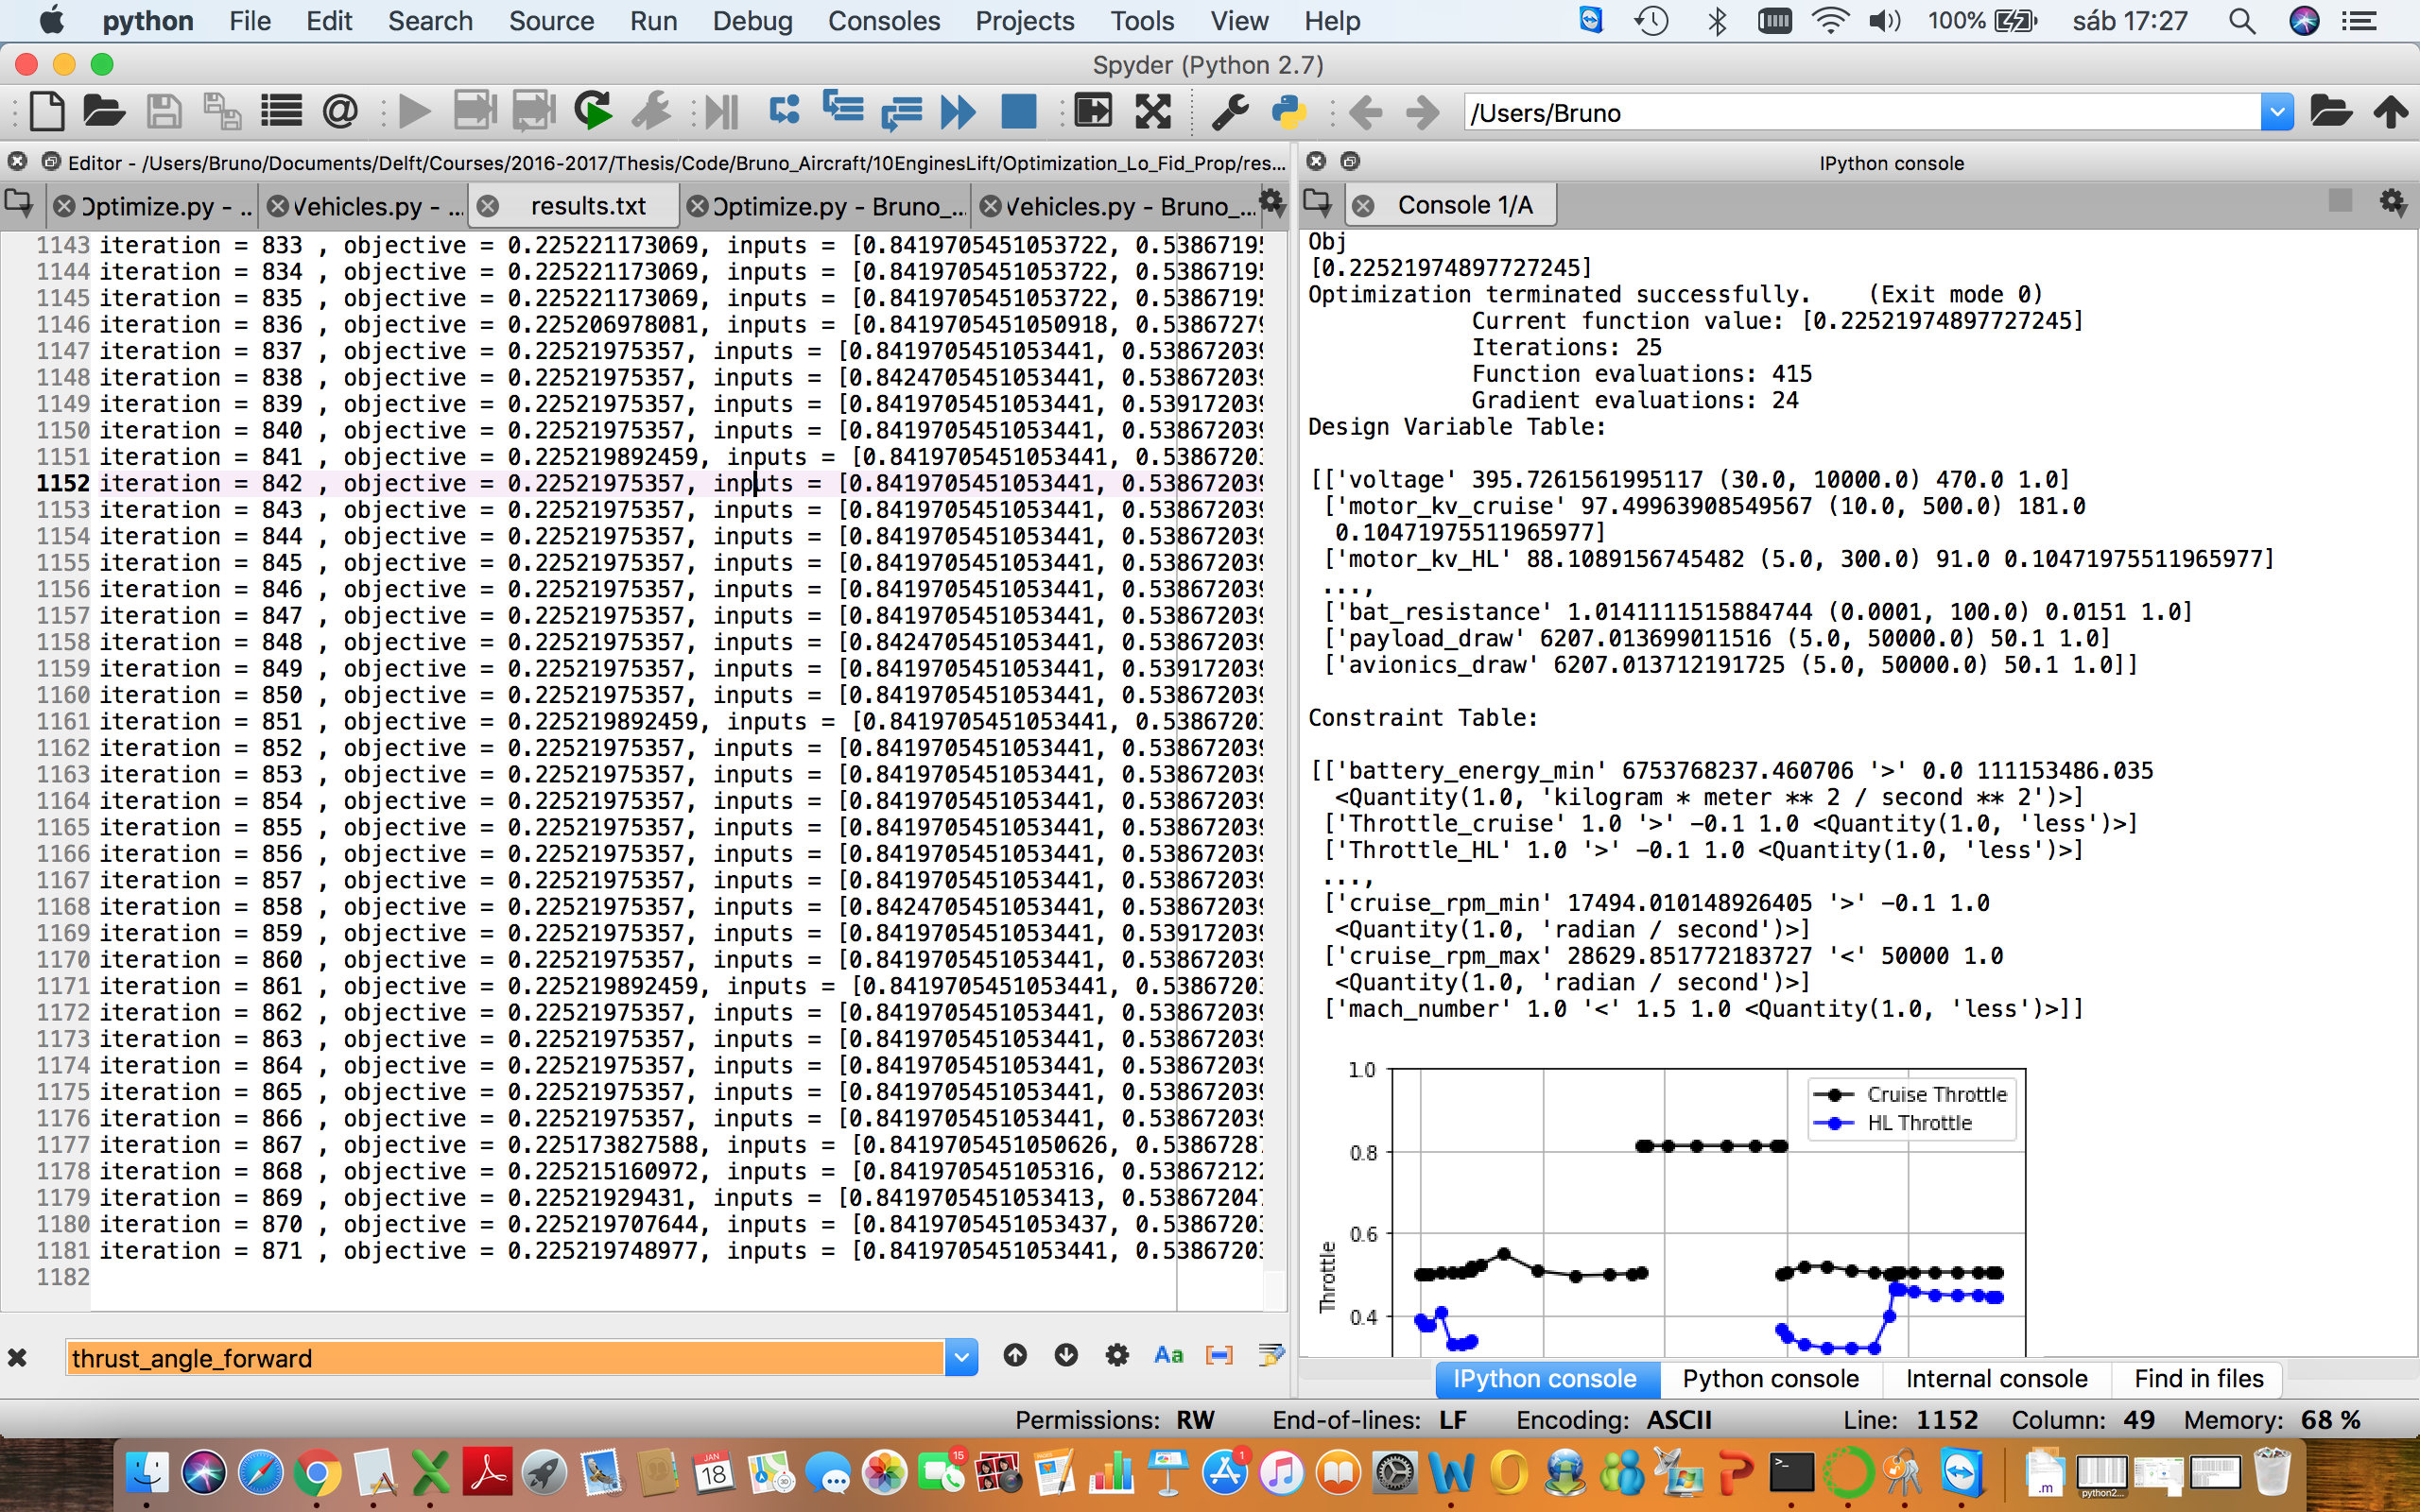 python File Edit Search Source Run Debug Consoles Projects Tools View Help 100% sáb 17:27
Spyder (Python 2.7)
/Users/Bruno
Editor - /Users/Bruno/Documents/Delft/Courses/2016-2017/Thesis/Code/Bruno_Aircraft/10EnginesLift/Optimization_Lo_Fid_Prop/res...
Optimize.py - .. Vehicles.py - ... results.txt Optimize.py - Bruno_... Vehicles.py - Bruno_...
1143 iteration = 833 , objective = 0.225221173069, inputs = [0.8419705451053722, 0.5386719
1144 iteration = 834 , objective = 0.225221173069, inputs = [0.8419705451053722, 0.5386719
1145 iteration = 835 , objective = 0.225221173069, inputs = [0.8419705451053722, 0.5386719
1146 iteration = 836 , objective = 0.225206978081, inputs = [0.8419705451050918, 0.5386727
1147 iteration = 837 , objective = 0.22521975357, inputs = [0.8419705451053441, 0.53867203
1148 iteration = 838 , objective = 0.22521975357, inputs = [0.8424705451053441, 0.53867203
1149 iteration = 839 , objective = 0.22521975357, inputs = [0.8419705451053441, 0.53917203
1150 iteration = 840 , objective = 0.22521975357, inputs = [0.8419705451053441, 0.53867203
1151 iteration = 841 , objective = 0.225219892459, inputs = [0.8419705451053441, 0.5386720
1152 iteration = 842 , objective = 0.22521975357, inputs = [0.8419705451053441, 0.53867203
1153 iteration = 843 , objective = 0.22521975357, inputs = [0.8419705451053441, 0.53867203
1154 iteration = 844 , objective = 0.22521975357, inputs = [0.8419705451053441, 0.53867203
1155 iteration = 845 , objective = 0.22521975357, inputs = [0.8419705451053441, 0.53867203
1156 iteration = 846 , objective = 0.22521975357, inputs = [0.8419705451053441, 0.53867203
1157 iteration = 847 , objective = 0.22521975357, inputs = [0.8419705451053441, 0.53867203
1158 iteration = 848 , objective = 0.22521975357, inputs = [0.8424705451053441, 0.53867203
1159 iteration = 849 , objective = 0.22521975357, inputs = [0.8419705451053441, 0.53917203
1160 iteration = 850 , objective = 0.22521975357, inputs = [0.8419705451053441, 0.53867203
1161 iteration = 851 , objective = 0.225219892459, inputs = [0.8419705451053441, 0.5386720
1162 iteration = 852 , objective = 0.22521975357, inputs = [0.8419705451053441, 0.53867203
1163 iteration = 853 , objective = 0.22521975357, inputs = [0.8419705451053441, 0.53867203
1164 iteration = 854 , objective = 0.22521975357, inputs = [0.8419705451053441, 0.53867203
1165 iteration = 855 , objective = 0.22521975357, inputs = [0.8419705451053441, 0.53867203
1166 iteration = 856 , objective = 0.22521975357, inputs = [0.8419705451053441, 0.53867203
1167 iteration = 857 , objective = 0.22521975357, inputs = [0.8419705451053441, 0.53867203
1168 iteration = 858 , objective = 0.22521975357, inputs = [0.8424705451053441, 0.53867203
1169 iteration = 859 , objective = 0.22521975357, inputs = [0.8419705451053441, 0.53917203
1170 iteration = 860 , objective = 0.22521975357, inputs = [0.8419705451053441, 0.53867203
1171 iteration = 861 , objective = 0.225219892459, inputs = [0.8419705451053441, 0.5386720
1172 iteration = 862 , objective = 0.22521975357, inputs = [0.8419705451053441, 0.53867203
1173 iteration = 863 , objective = 0.22521975357, inputs = [0.8419705451053441, 0.53867203
1174 iteration = 864 , objective = 0.22521975357, inputs = [0.8419705451053441, 0.53867203
1175 iteration = 865 , objective = 0.22521975357, inputs = [0.8419705451053441, 0.53867203
1176 iteration = 866 , objective = 0.22521975357, inputs = [0.8419705451053441, 0.53867203
1177 iteration = 867 , objective = 0.225173827588, inputs = [0.8419705451050626, 0.5386728
1178 iteration = 868 , objective = 0.225215160972, inputs = [0.841970545105316, 0.53867212
1179 iteration = 869 , objective = 0.22521929431, inputs = [0.8419705451053413, 0.53867204
1180 iteration = 870 , objective = 0.225219707644, inputs = [0.8419705451053437, 0.5386720
1181 iteration = 871 , objective = 0.225219748977, inputs = [0.8419705451053441, 0.5386720
1182
thrust_angle_forward
Aa
IPython console
Console 1/A
Obj
[0.22521974897727245]
Optimization terminated successfully. (Exit mode 0)
Current function value: [0.22521974897727245]
Iterations: 25
Function evaluations: 415
Gradient evaluations: 24
Design Variable Table:
[['voltage' 395.7261561995117 (30.0, 10000.0) 470.0 1.0]
['motor_kv_cruise' 97.49963908549567 (10.0, 500.0) 181.0
0.10471975511965977]
['motor_kv_HL' 88.1089156745482 (5.0, 300.0) 91.0 0.10471975511965977]
...,
['bat_resistance' 1.0141111515884744 (0.0001, 100.0) 0.0151 1.0]
['payload_draw' 6207.013699011516 (5.0, 50000.0) 50.1 1.0]
['avionics_draw' 6207.013712191725 (5.0, 50000.0) 50.1 1.0]]
Constraint Table:
[['battery_energy_min' 6753768237.460706 '>' 0.0 111153486.035
<Quantity(1.0, 'kilogram * meter ** 2 / second ** 2')>]
['Throttle_cruise' 1.0 '>' -0.1 1.0 <Quantity(1.0, 'less')>]
['Throttle_HL' 1.0 '>' -0.1 1.0 <Quantity(1.0, 'less')>]
...,
['cruise_rpm_min' 17494.010148926405 '>' -0.1 1.0
<Quantity(1.0, 'radian / second')>]
['cruise_rpm_max' 28629.851772183727 '<' 50000 1.0
<Quantity(1.0, 'radian / second')>]
['mach_number' 1.0 '<' 1.5 1.0 <Quantity(1.0, 'less')>]]
1.0
0.8
0.6
0.4
Throttle
Cruise Throttle
HL Throttle
IPython console Python console Internal console Find in files
Permissions: RW End-of-lines: LF Encoding: ASCII Line: 1152 Column: 49 Memory: 68 %
JAN
18
15
1
.m
python2...